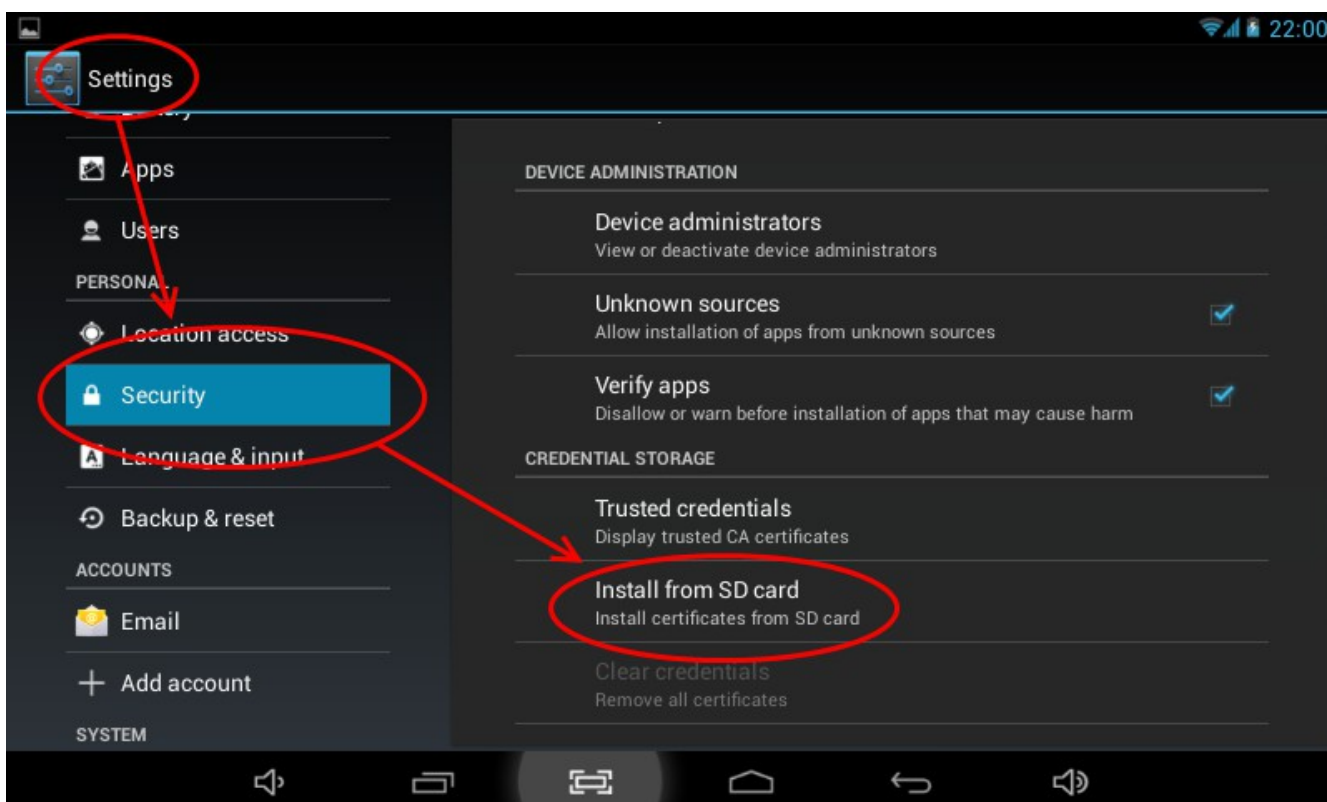 22:00
Settings
Apps
Users
PERSONAL
Location access
Security
Language & input
Backup & reset
ACCOUNTS
Email
Add account
SYSTEM
DEVICE ADMINISTRATION
Device administrators
View or deactivate device administrators
Unknown sources
Allow installation of apps from unknown sources
Verify apps
Disallow or warn before installation of apps that may cause harm
CREDENTIAL STORAGE
Trusted credentials
Display trusted CA certificates
Install from SD card
Install certificates from SD card
Clear credentials
Remove all certificates